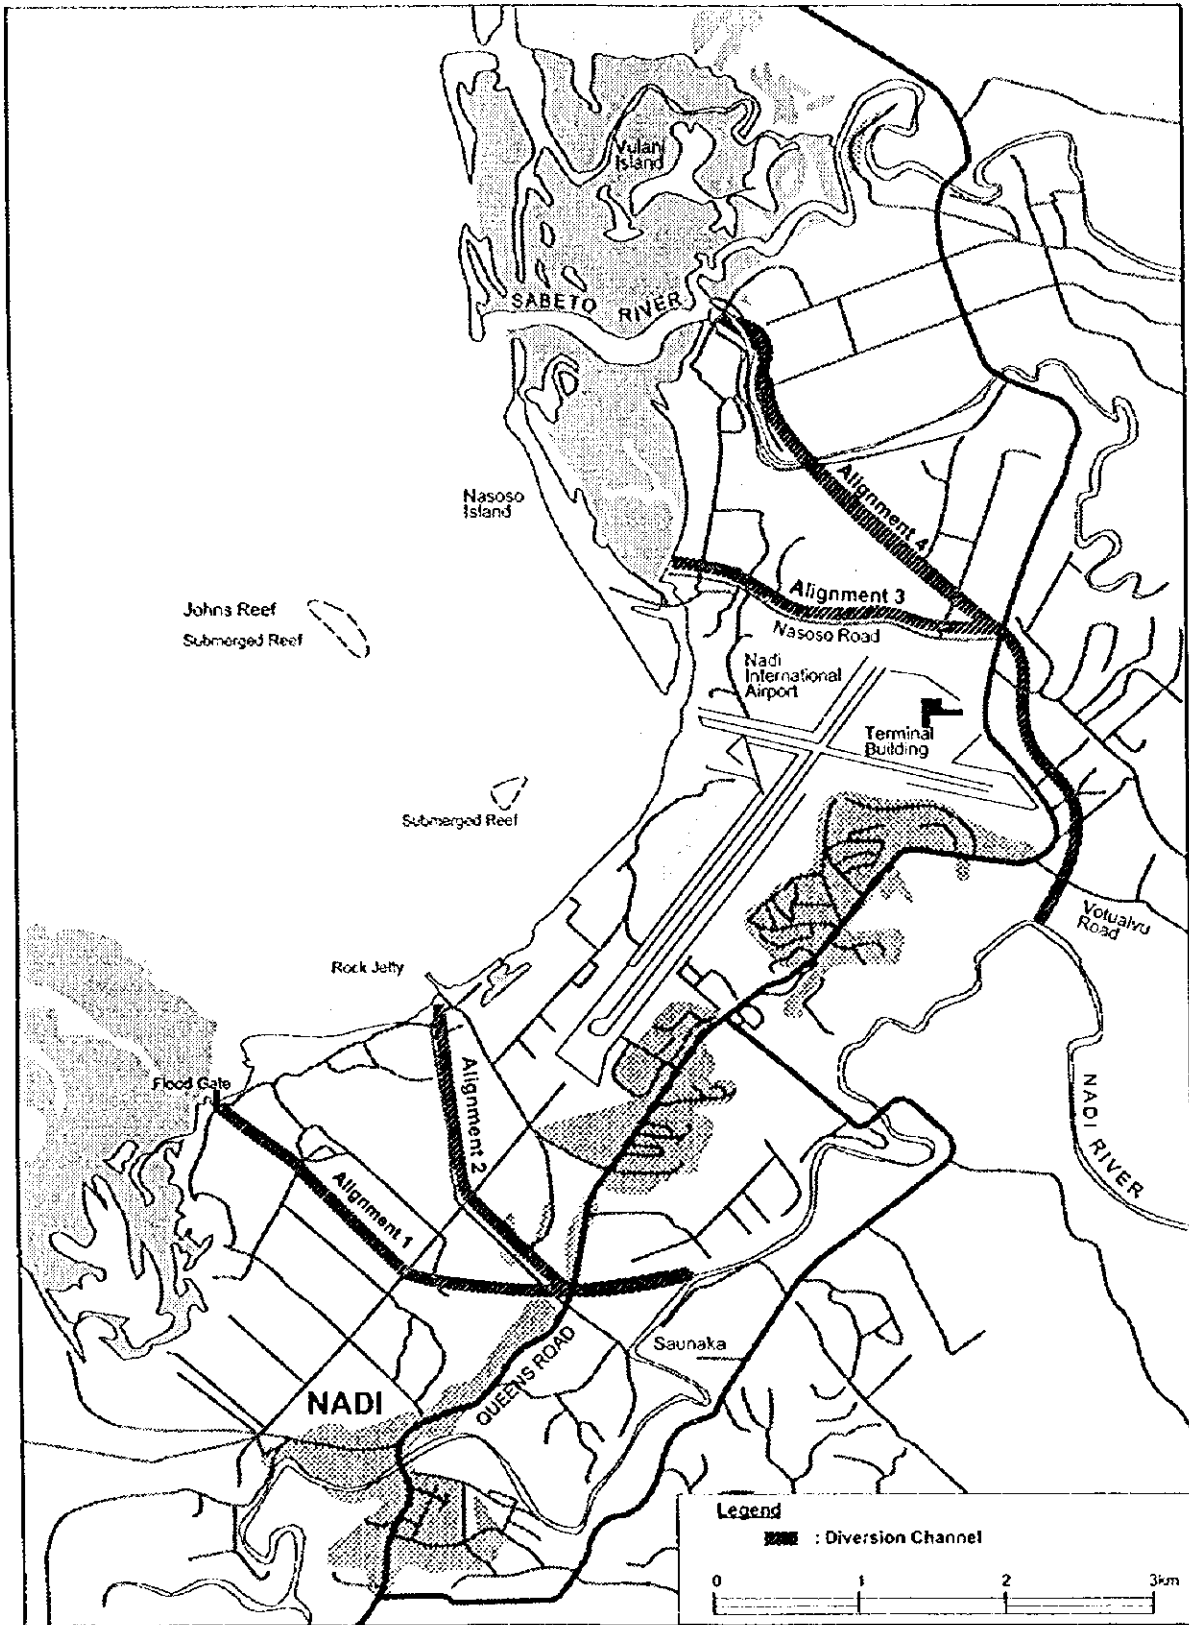 Vulani
Island
SABETO RIVER
Nasoso
Island
Alignment 4
Alignment 3
Nasoso Road
Johns Reef
Submerged Reef
Nadi
International
Airport
Terminal
Building
Submerged Reef
Votualvu
Road
Rock Jetty
Flood Gate
Alignment 2
NADI RIVER
Alignment 1
Saunaka
QUEENS ROAD
NADI
Legend
: Diversion Channel
0 1 2 3km